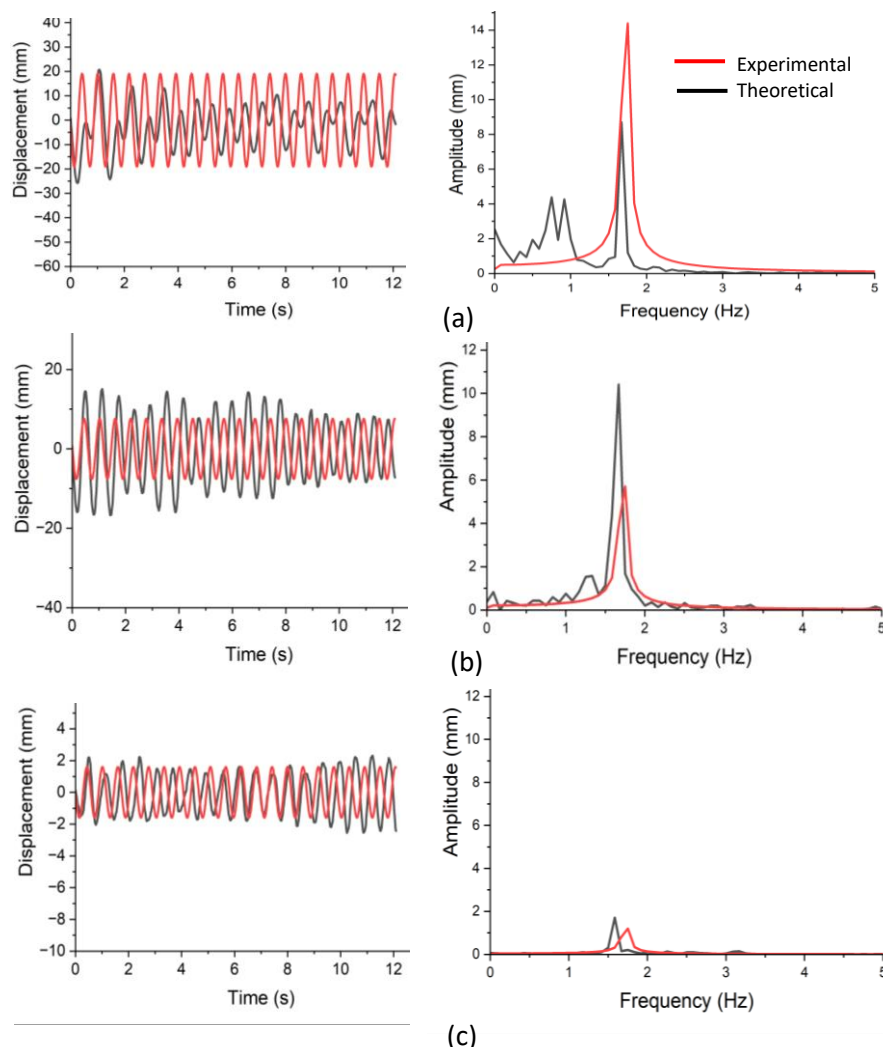 Displacement (mm)
40
30
20
10
0
−10
−20
−30
−40
−50
−60
0 2 4 6 8 10 12
Time (s)
Amplitude (mm)
14
12
10
8
6
4
2
0
0 1 2 3 4 5
Frequency (Hz)
Experimental
Theoretical
(a)
Displacement (mm)
20
0
−20
−40
0 2 4 6 8 10 12
Time (s)
Amplitude (mm)
12
10
8
6
4
2
0
0 1 2 3 4 5
Frequency (Hz)
(b)
Displacement (mm)
4
2
0
−2
−4
−6
−8
−10
0 2 4 6 8 10 12
Time (s)
Amplitude (mm)
12
10
8
6
4
2
0
0 1 2 3 4 5
Frequency (Hz)
(c)